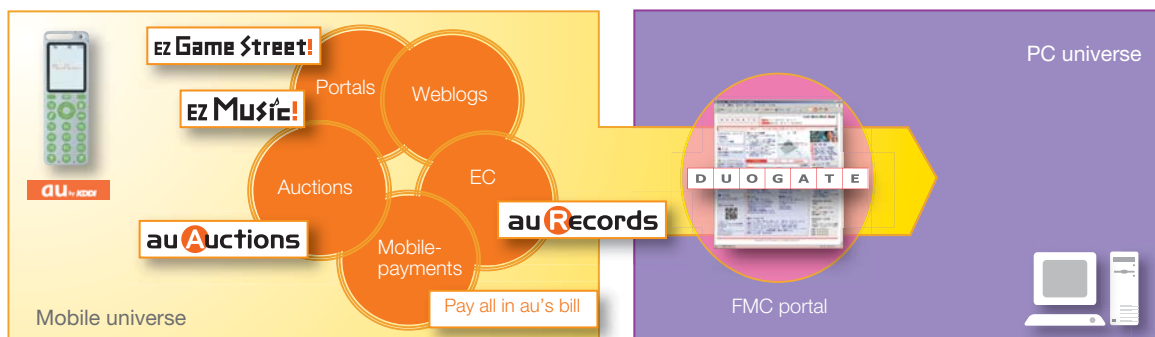 EZ Game Street!
Portals
Weblogs
EZ Music!
Auctions
EC
au Auctions
au Records
Mobile-
payments
Pay all in au's bill
Mobile universe
au by KDDI
PC universe
DUOGATE
FMC portal